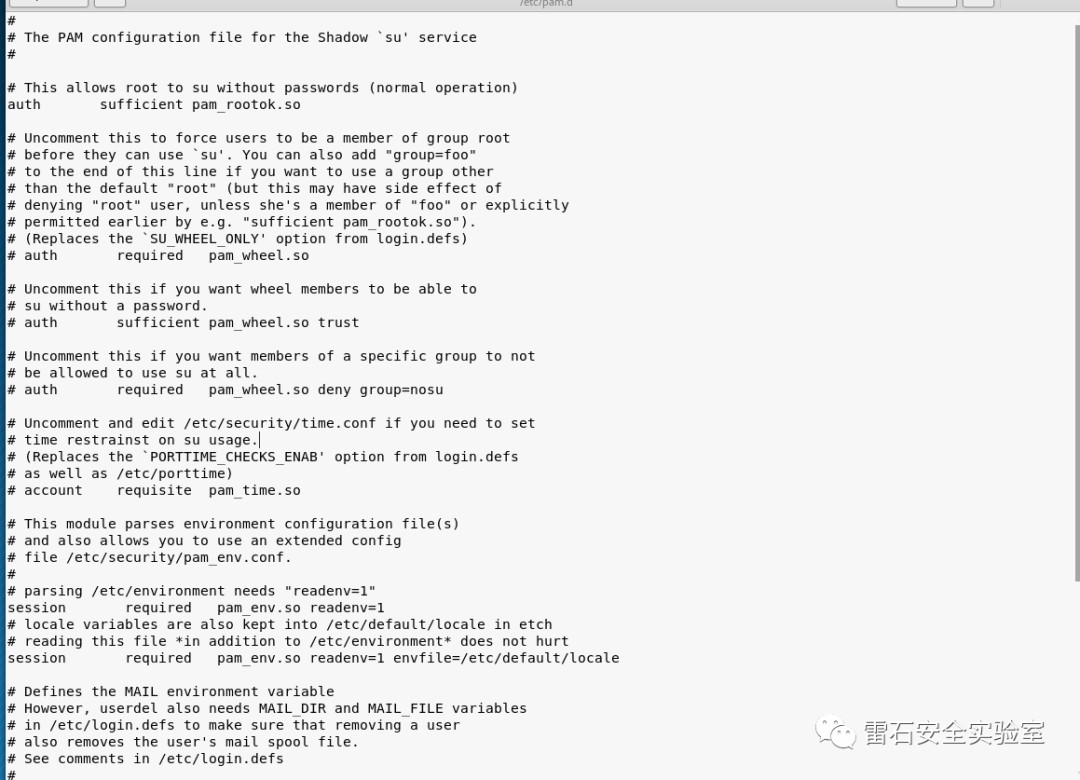 /etc/pam.d
#
# The PAM configuration file for the Shadow `su' service
#

# This allows root to su without passwords (normal operation)
auth       sufficient pam_rootok.so

# Uncomment this to force users to be a member of group root
# before they can use `su'. You can also add "group=foo"
# to the end of this line if you want to use a group other
# than the default "root" (but this may have side effect of
# denying "root" user, unless she's a member of "foo" or explicitly
# permitted earlier by e.g. "sufficient pam_rootok.so").
# (Replaces the `SU_WHEEL_ONLY' option from login.defs)
# auth       required   pam_wheel.so

# Uncomment this if you want wheel members to be able to
# su without a password.
# auth       sufficient pam_wheel.so trust

# Uncomment this if you want members of a specific group to not
# be allowed to use su at all.
# auth       required   pam_wheel.so deny group=nosu

# Uncomment and edit /etc/security/time.conf if you need to set
# time restrainst on su usage.
# (Replaces the `PORTTIME_CHECKS_ENAB' option from login.defs
# as well as /etc/porttime)
# account    requisite  pam_time.so

# This module parses environment configuration file(s)
# and also allows you to use an extended config
# file /etc/security/pam_env.conf.
#
# parsing /etc/environment needs "readenv=1"
session       required   pam_env.so readenv=1
# locale variables are also kept into /etc/default/locale in etch
# reading this file *in addition to /etc/environment* does not hurt
session       required   pam_env.so readenv=1 envfile=/etc/default/locale

# Defines the MAIL environment variable
# However, userdel also needs MAIL_DIR and MAIL_FILE variables
# in /etc/login.defs to make sure that removing a user
# also removes the user's mail spool file.
# See comments in /etc/login.defs
#
雷石安全实验室